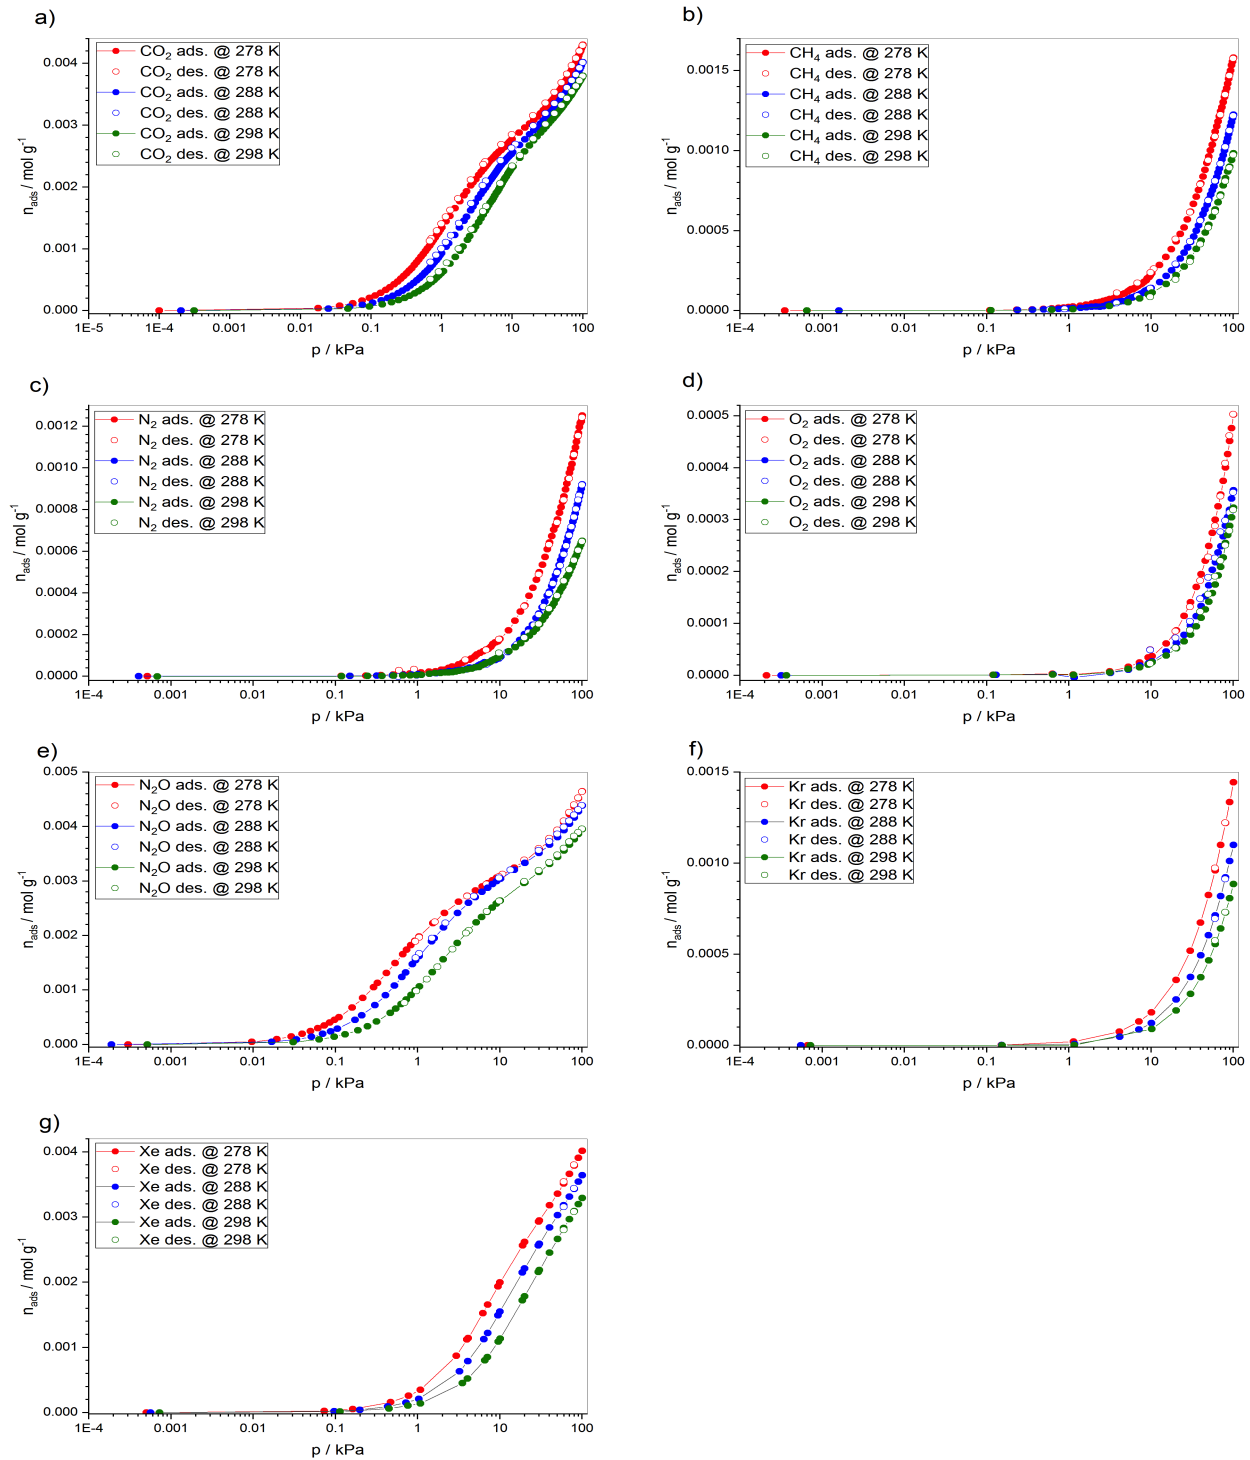 a)
CO2 ads. @ 278 K
CO2 des. @ 278 K
CO2 ads. @ 288 K
CO2 des. @ 288 K
CO2 ads. @ 298 K
CO2 des. @ 298 K
0.004
0.003
0.002
0.001
0.000
nads / mol g-1
1E-5 1E-4 0.001 0.01 0.1 1 10 100
p / kPa
b)
CH4 ads. @ 278 K
CH4 des. @ 278 K
CH4 ads. @ 288 K
CH4 des. @ 288 K
CH4 ads. @ 298 K
CH4 des. @ 298 K
0.0015
0.0010
0.0005
0.0000
nads / mol g-1
1E-4 0.001 0.01 0.1 1 10 100
p / kPa
c)
N2 ads. @ 278 K
N2 des. @ 278 K
N2 ads. @ 288 K
N2 des. @ 288 K
N2 ads. @ 298 K
N2 des. @ 298 K
0.0012
0.0010
0.0008
0.0006
0.0004
0.0002
0.0000
nads / mol g-1
1E-4 0.001 0.01 0.1 1 10 100
p / kPa
d)
O2 ads. @ 278 K
O2 des. @ 278 K
O2 ads. @ 288 K
O2 des. @ 288 K
O2 ads. @ 298 K
O2 des. @ 298 K
0.0005
0.0004
0.0003
0.0002
0.0001
0.0000
nads / mol g-1
1E-4 0.001 0.01 0.1 1 10 100
p / kPa
e)
N2O ads. @ 278 K
N2O des. @ 278 K
N2O ads. @ 288 K
N2O des. @ 288 K
N2O ads. @ 298 K
N2O des. @ 298 K
0.005
0.004
0.003
0.002
0.001
0.000
nads / mol g-1
1E-4 0.001 0.01 0.1 1 10 100
p / kPa
f)
Kr ads. @ 278 K
Kr des. @ 278 K
Kr ads. @ 288 K
Kr des. @ 288 K
Kr ads. @ 298 K
Kr des. @ 298 K
0.0015
0.0010
0.0005
0.0000
nads / mol g-1
1E-4 0.001 0.01 0.1 1 10 100
p / kPa
g)
Xe ads. @ 278 K
Xe des. @ 278 K
Xe ads. @ 288 K
Xe des. @ 288 K
Xe ads. @ 298 K
Xe des. @ 298 K
0.004
0.003
0.002
0.001
0.000
nads / mol g-1
1E-4 0.001 0.01 0.1 1 10 100
p / kPa